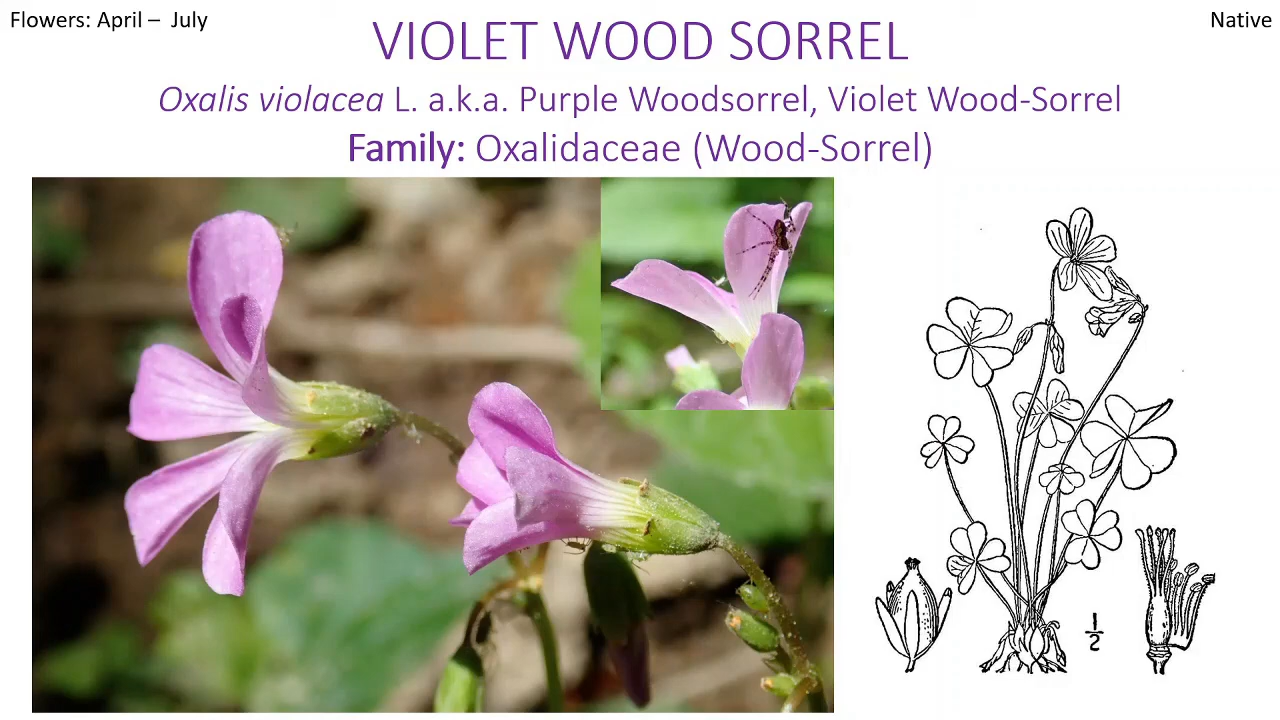 Flowers: April – July
Native
VIOLET WOOD SORREL
Oxalis violacea L. a.k.a. Purple Woodsorrel, Violet Wood-Sorrel
Family: Oxalidaceae (Wood-Sorrel)
1/2